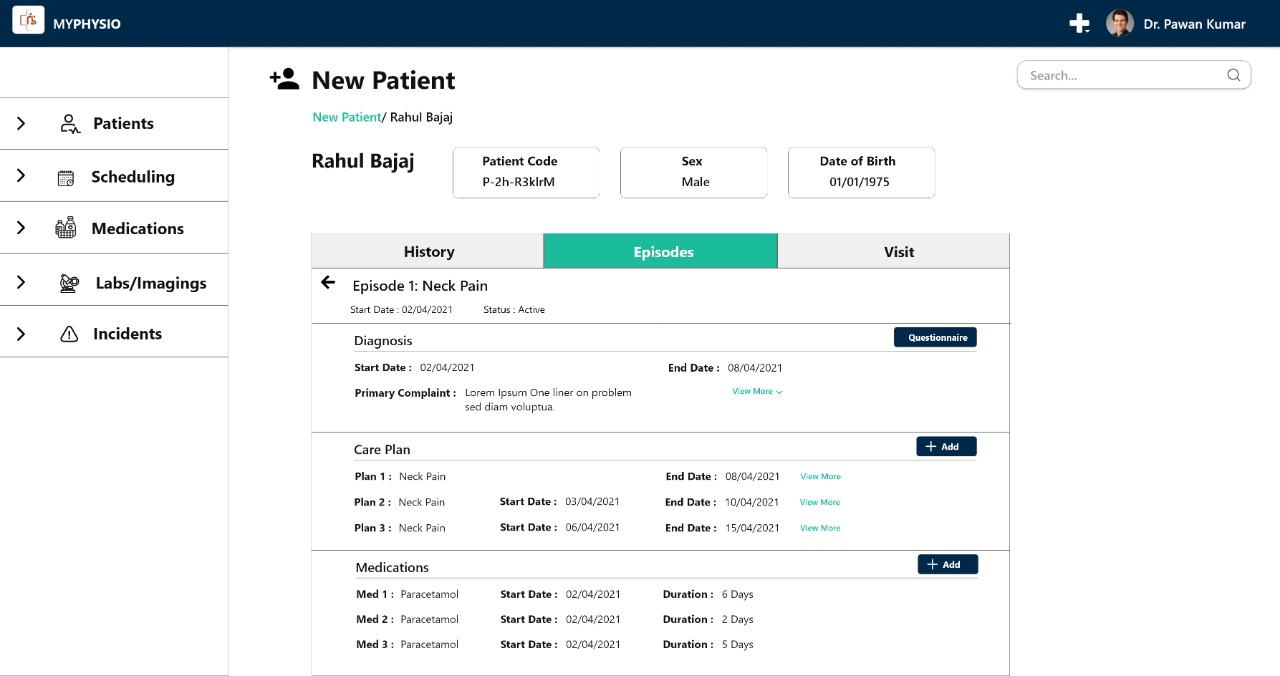 MYPHYSIO
Dr. Pawan Kumar
New Patient
Search...
New Patient/ Rahul Bajaj
Patients
Scheduling
Medications
Labs/Imagings
Incidents
Rahul Bajaj
Patient Code
P-2h-R3klrM
Sex
Male
Date of Birth
01/01/1975
History Episodes Visit
Episode 1: Neck Pain
Start Date : 02/04/2021 Status : Active
Diagnosis Questionnaire
Start Date : 02/04/2021 End Date : 08/04/2021
Primary Complaint : Lorem Ipsum One liner on problem View More
sed diam voluptua.
Care Plan Add
Plan 1 : Neck Pain End Date : 08/04/2021 View More
Plan 2 : Neck Pain Start Date : 03/04/2021 End Date : 10/04/2021 View More
Plan 3 : Neck Pain Start Date : 06/04/2021 End Date : 15/04/2021 View More
Medications Add
Med 1 : Paracetamol Start Date : 02/04/2021 Duration : 6 Days
Med 2 : Paracetamol Start Date : 02/04/2021 Duration : 2 Days
Med 3 : Paracetamol Start Date : 02/04/2021 Duration : 5 Days